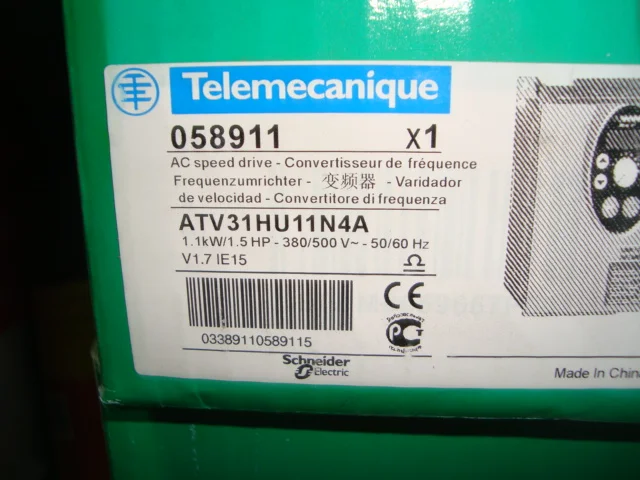 Telemecanique
058911 x1
AC speed drive - Convertisseur de fréquence
Frequenzumrichter - 变频器 - Varidador
de velocidad - Convertitore di frequenza
ATV31HU11N4A
1.1kW/1.5 HP - 380/500 V~ - 50/60 Hz
V1.7 IE15
CE
03389110589115
Schneider
Electric
Made In China